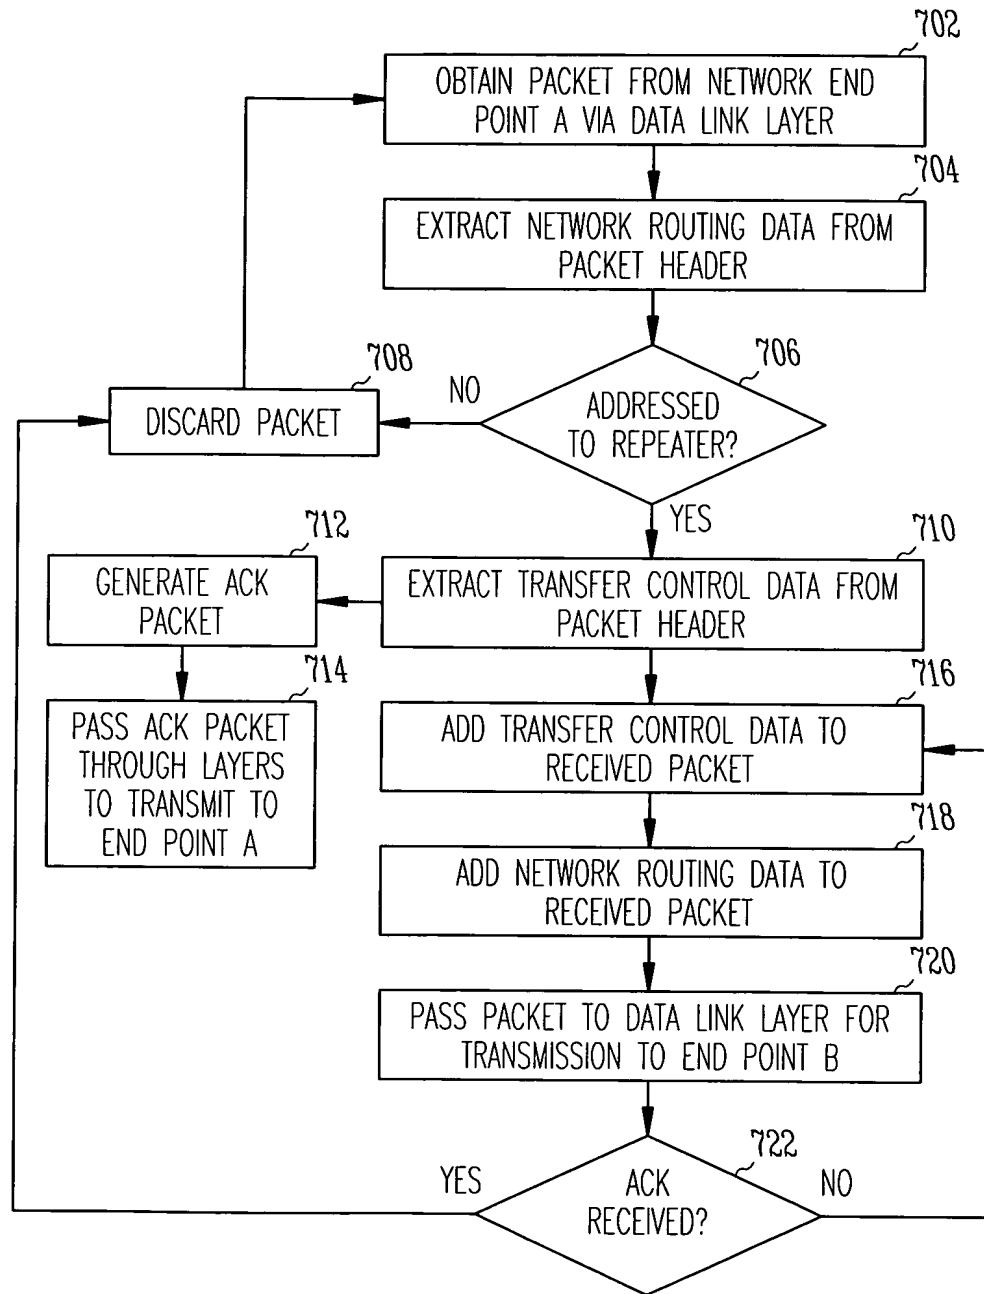 702
OBTAIN PACKET FROM NETWORK END
POINT A VIA DATA LINK LAYER
704
EXTRACT NETWORK ROUTING DATA FROM
PACKET HEADER
706
ADDRESSED
TO REPEATER?
NO
708
DISCARD PACKET
YES
710
EXTRACT TRANSFER CONTROL DATA FROM
PACKET HEADER
712
GENERATE ACK
PACKET
714
PASS ACK PACKET
THROUGH LAYERS
TO TRANSMIT TO
END POINT A
716
ADD TRANSFER CONTROL DATA TO
RECEIVED PACKET
718
ADD NETWORK ROUTING DATA TO
RECEIVED PACKET
720
PASS PACKET TO DATA LINK LAYER FOR
TRANSMISSION TO END POINT B
722
ACK
RECEIVED?
YES
NO